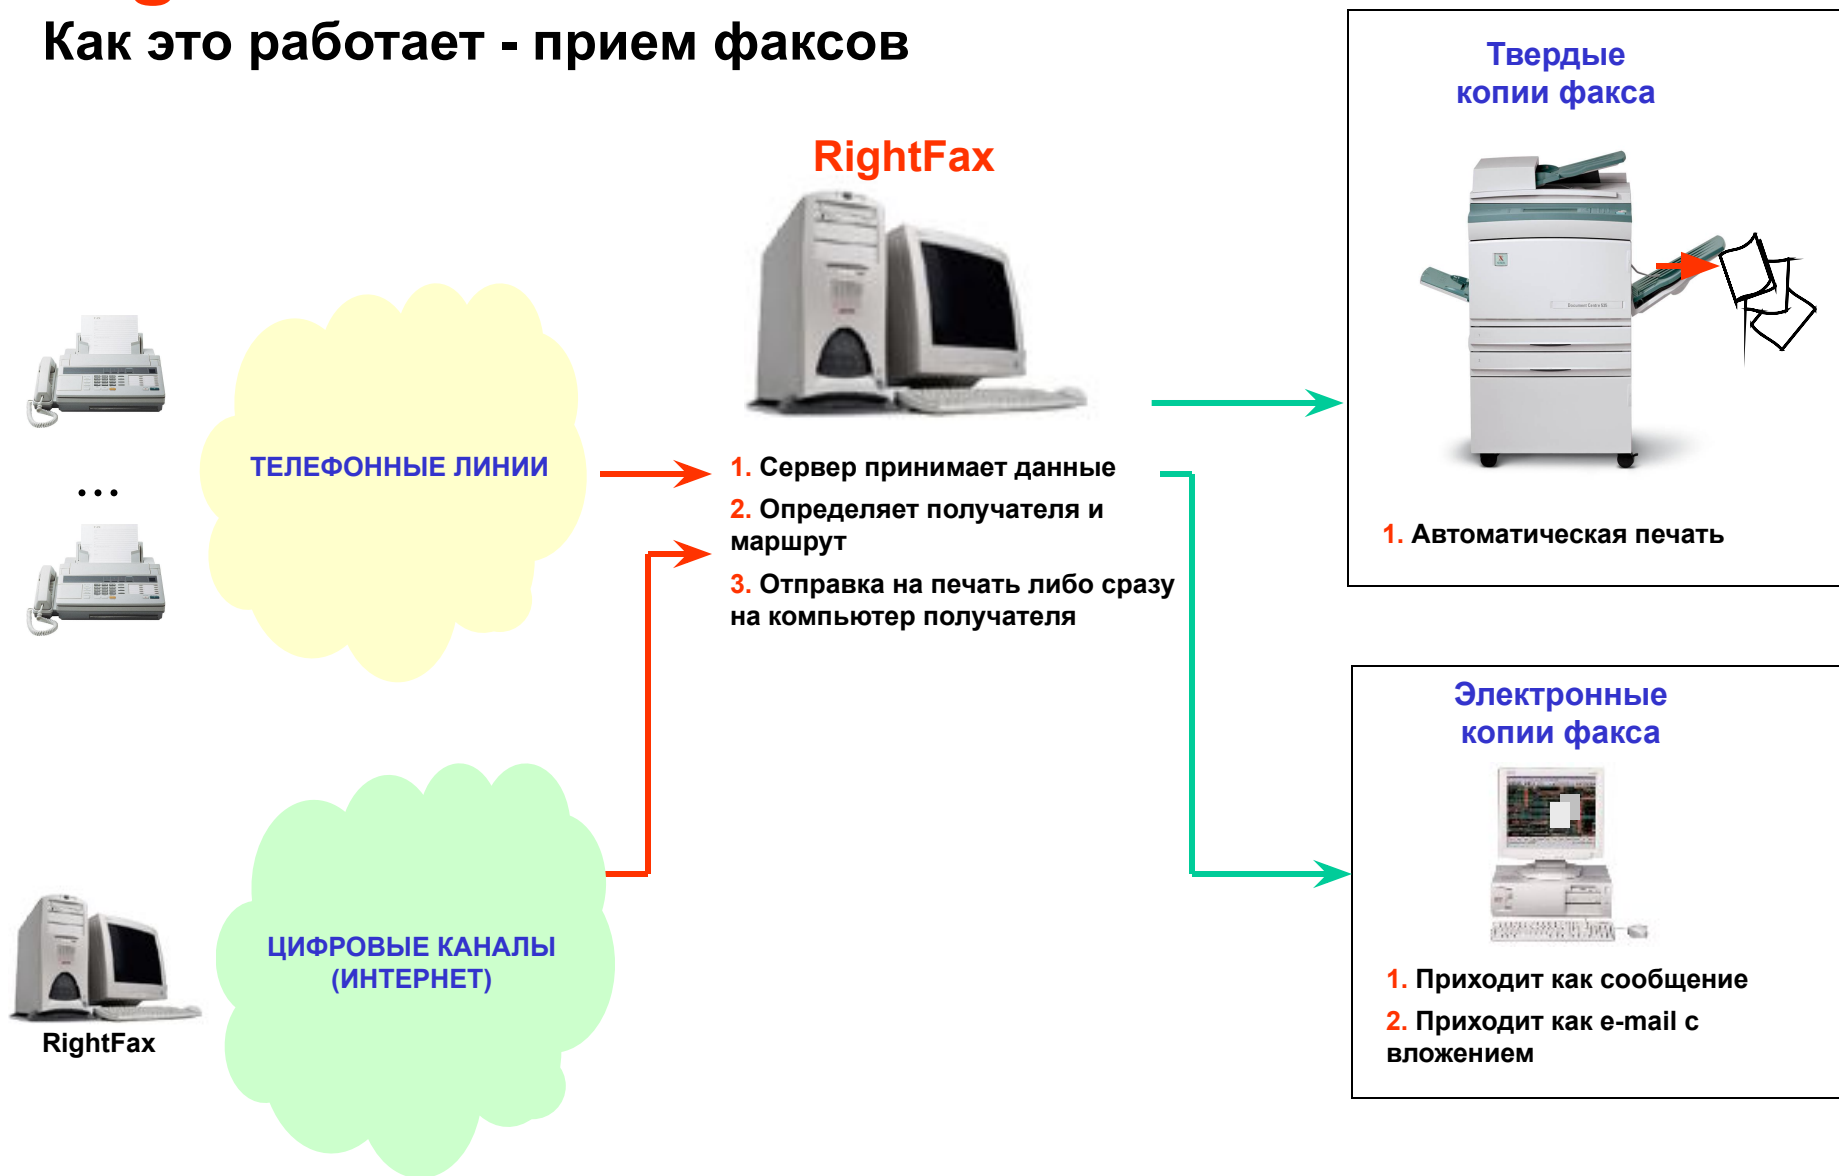 Как это работает - прием факсов
Твердые
копии факса
RightFax
ТЕЛЕФОННЫЕ ЛИНИИ
1. Сервер принимает данные
2. Определяет получателя и
маршрут
3. Отправка на печать либо сразу
на компьютер получателя
1. Автоматическая печать
Электронные
копии факса
ЦИФРОВЫЕ КАНАЛЫ
(ИНТЕРНЕТ)
RightFax
1. Приходит как сообщение
2. Приходит как e-mail с
вложением